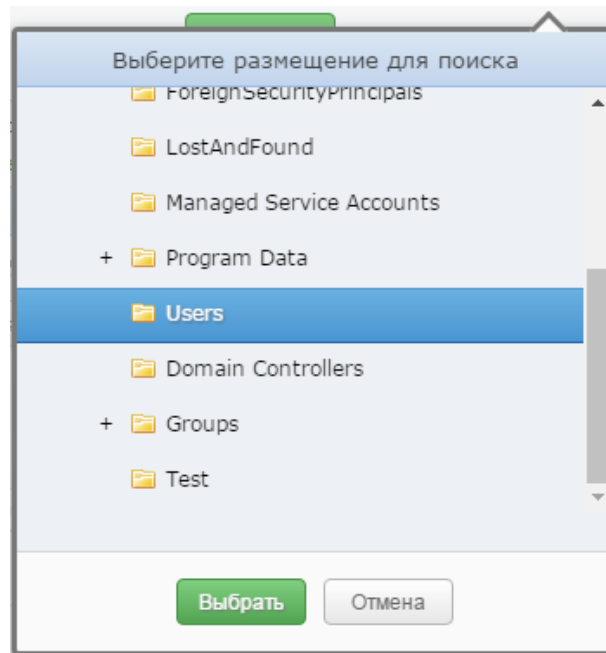 Выберите размещение для поиска
ForeignSecurityPrincipals
LostAndFound
Managed Service Accounts
+ Program Data
Users
Domain Controllers
+ Groups
Test
Выбрать Отмена